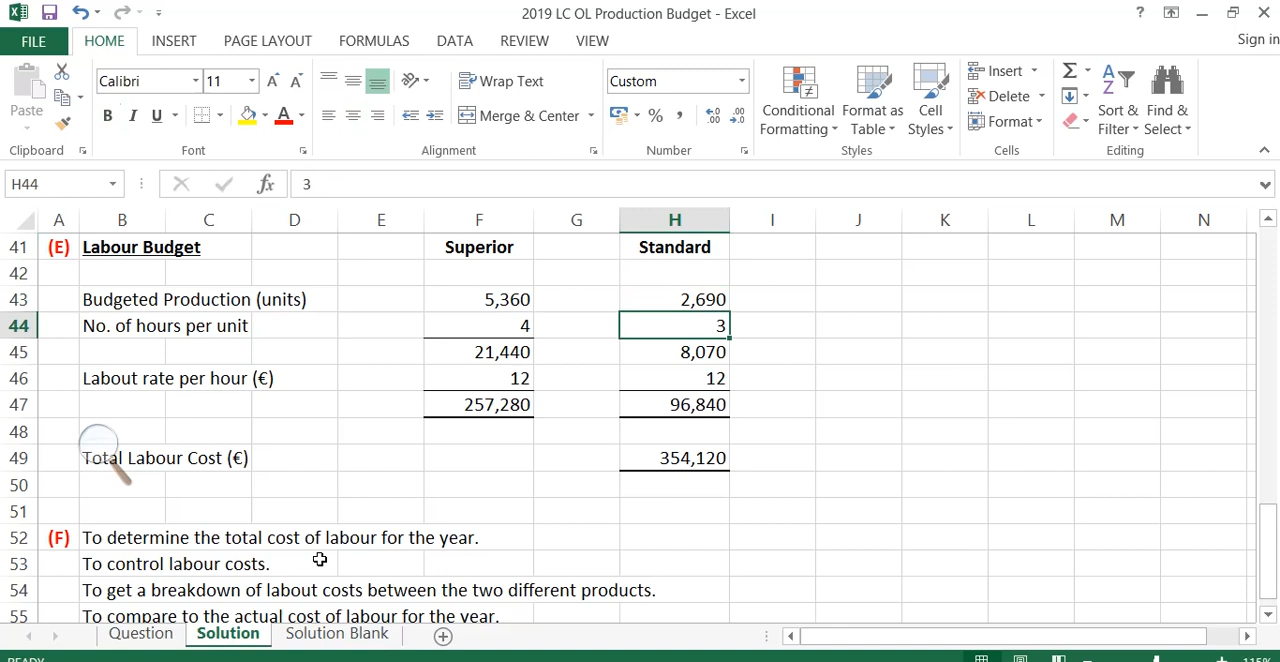 2019 LC OL Production Budget - Excel
?
FILE HOME INSERT PAGE LAYOUT FORMULAS DATA REVIEW VIEW Sign in
Paste
Calibri 11
B I U
Wrap Text
Merge & Center
Custom
%
Conditional Formatting
Format as Table
Cell Styles
Insert
Delete
Format
Sort & Filter
Find & Select
Clipboard Font Alignment Number Styles Cells Editing
H44 fx 3
A B C D E F G H I J K L M N
41 (E) Labour Budget Superior Standard
42
43 Budgeted Production (units) 5,360 2,690
44 No. of hours per unit 4 3
45 21,440 8,070
46 Labout rate per hour (€) 12 12
47 257,280 96,840
48
49 Total Labour Cost (€) 354,120
50
51
52 (F) To determine the total cost of labour for the year.
53 To control labour costs.
54 To get a breakdown of labout costs between the two different products.
55 To compare to the actual cost of labour for the year.
Question Solution Solution Blank
READY 115%